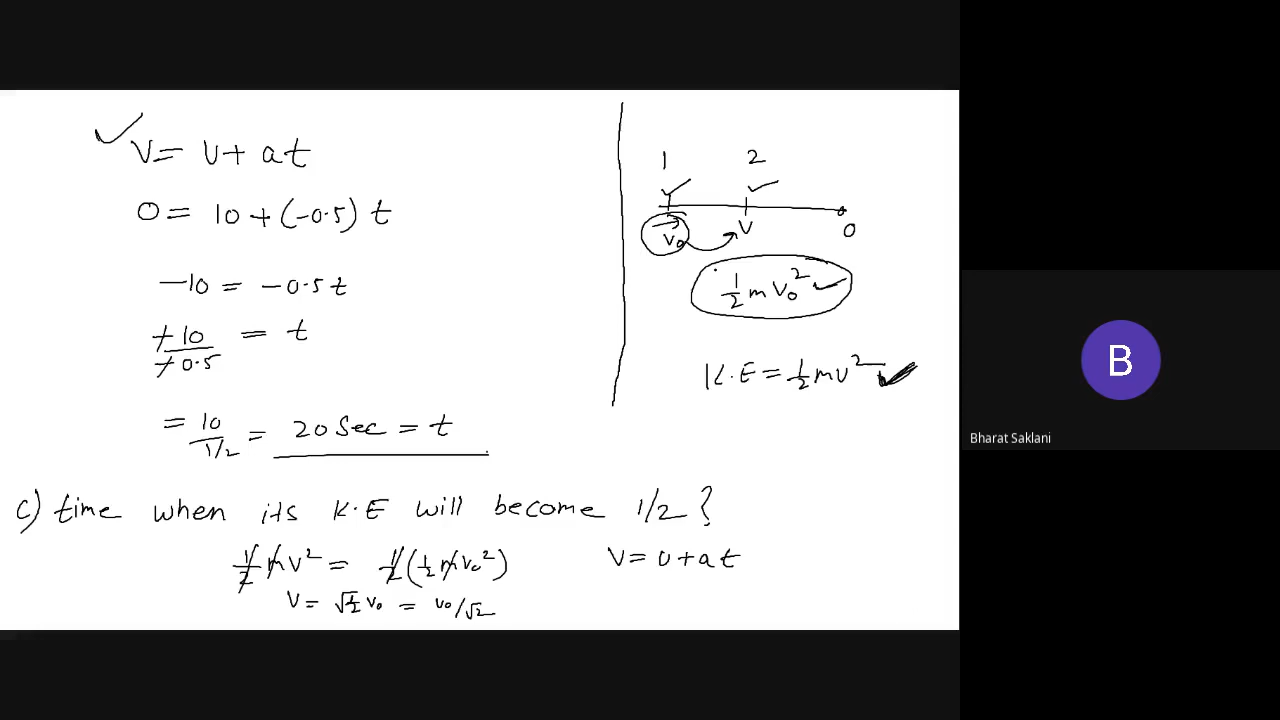 V = U + at
0 = 10 + (-0.5) t
-10 = -0.5 t
+10/+0.5 = t
= 10/1/2 = 20 Sec = t
1 2
V₀ V 0
1/2 m V₀²
K.E = 1/2 mv²
c) time when its K.E will become 1/2 ?
1/2 mv² = 1/2 (1/2 mv₀²) V = U + at
V = √1/2 v₀ = v₀/√2
B
Bharat Saklani